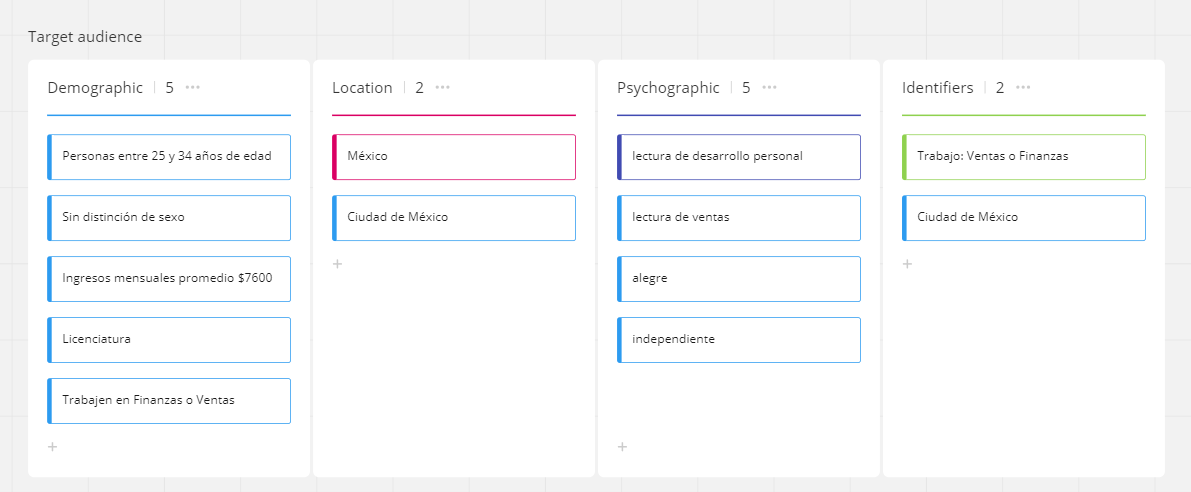 Target audience
Demographic 5 ...
Personas entre 25 y 34 años de edad
Sin distinción de sexo
Ingresos mensuales promedio $7600
Licenciatura
Trabajen en Finanzas o Ventas
+
Location 2 ...
México
Ciudad de México
+
Psychographic 5 ...
lectura de desarrollo personal
lectura de ventas
alegre
independiente
+
Identifiers 2 ...
Trabajo: Ventas o Finanzas
Ciudad de México
+